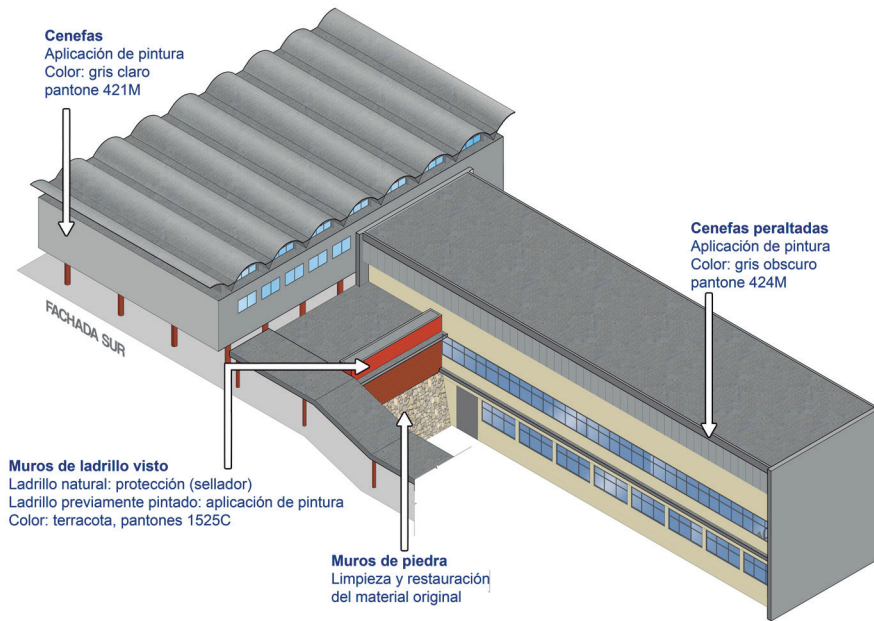 Cenefas
Aplicación de pintura
Color: gris claro
pantone 421M
Cenefas peraltadas
Aplicación de pintura
Color: gris obscuro
pantone 424M
FACHADA SUR
Muros de ladrillo visto
Ladrillo natural: protección (sellador)
Ladrillo previamente pintado: aplicación de pintura
Color: terracota, pantones 1525C
Muros de piedra
Limpieza y restauración
del material original